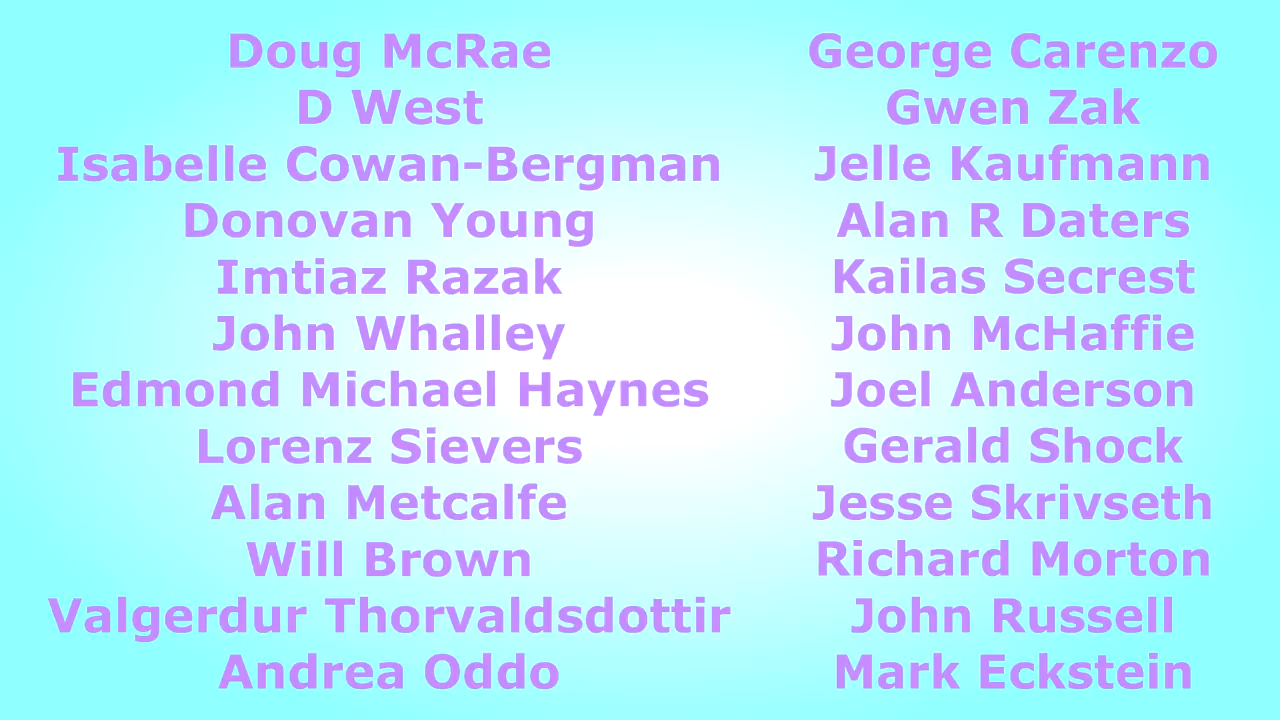 Doug McRae
D West
Isabelle Cowan-Bergman
Donovan Young
Imtiaz Razak
John Whalley
Edmond Michael Haynes
Lorenz Sievers
Alan Metcalfe
Will Brown
Valgerdur Thorvaldsdottir
Andrea Oddo
George Carenzo
Gwen Zak
Jelle Kaufmann
Alan R Daters
Kailas Secrest
John McHaffie
Joel Anderson
Gerald Shock
Jesse Skrivseth
Richard Morton
John Russell
Mark Eckstein